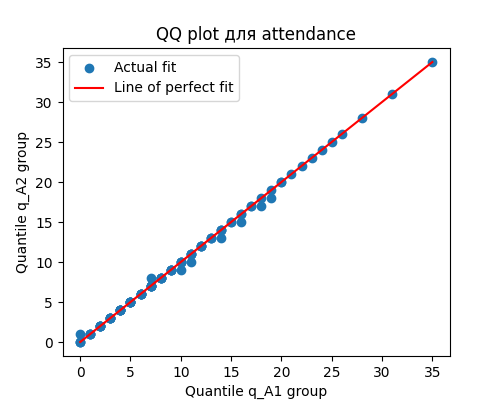 QQ plot для attendance
Actual fit
Line of perfect fit
35
30
25
20
15
10
5
0
Quantile q_A2 group
0 5 10 15 20 25 30 35
Quantile q_A1 group